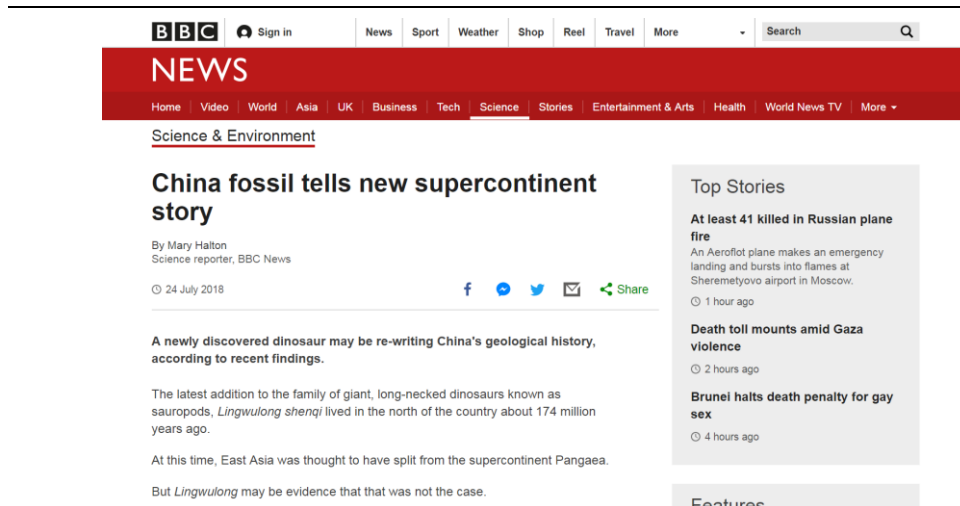 BBC Sign in News Sport Weather Shop Reel Travel More Search
NEWS
Home Video World Asia UK Business Tech Science Stories Entertainment & Arts Health World News TV More
Science & Environment
China fossil tells new supercontinent
story
By Mary Halton
Science reporter, BBC News
24 July 2018
Share
A newly discovered dinosaur may be re-writing China's geological history,
according to recent findings.
The latest addition to the family of giant, long-necked dinosaurs known as
sauropods, Lingwulong shenqi lived in the north of the country about 174 million
years ago.
At this time, East Asia was thought to have split from the supercontinent Pangaea.
But Lingwulong may be evidence that that was not the case.
Top Stories
At least 41 killed in Russian plane
fire
An Aeroflot plane makes an emergency
landing and bursts into flames at
Sheremetyovo airport in Moscow.
1 hour ago
Death toll mounts amid Gaza
violence
2 hours ago
Brunei halts death penalty for gay
sex
4 hours ago
Features